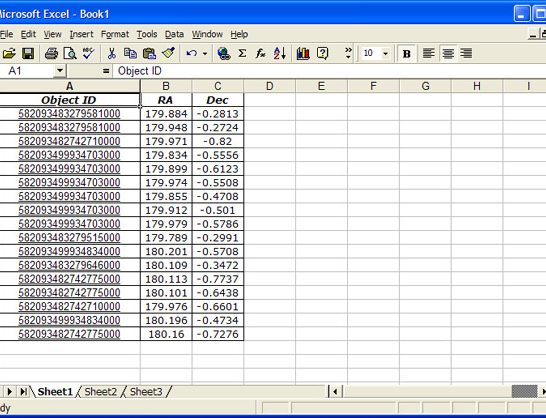 Microsoft Excel - Book1
File Edit View Insert Format Tools Data Window Help
10 B
A1 = Object ID
A B C D E F G H I
Object ID RA Dec
582093483279581000 179.884 -0.2813
582093483279581000 179.948 -0.2724
582093482742710000 179.971 -0.82
582093499934703000 179.834 -0.5556
582093499934703000 179.899 -0.6123
582093499934703000 179.974 -0.5508
582093499934703000 179.855 -0.4708
582093499934703000 179.912 -0.501
582093499934703000 179.979 -0.5786
582093483279515000 179.789 -0.2991
582093499934834000 180.201 -0.5708
582093483279646000 180.109 -0.3472
582093482742775000 180.113 -0.7737
582093482742775000 180.101 -0.6438
582093482742710000 179.976 -0.6601
582093499934834000 180.196 -0.4734
582093482742775000 180.16 -0.7276
Sheet1 Sheet2 Sheet3
dy